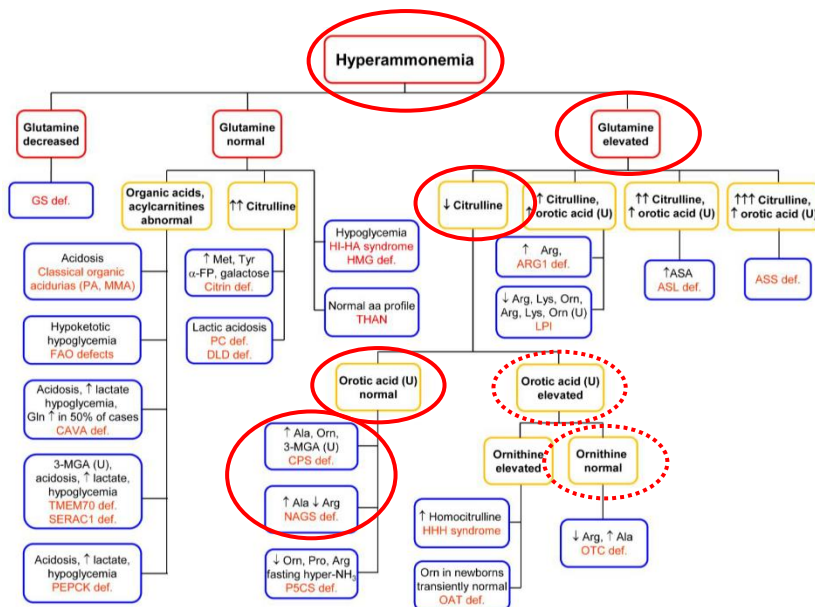 Hyperammonemia
Glutamine
decreased
Glutamine
normal
Glutamine
elevated
GS def.
Organic acids,
acylcarnitines
abnormal
↑↑ Citrulline
↓ Citrulline
↑ Citrulline,
↑ orotic acid (U)
↑↑ Citrulline,
↑ orotic acid (U)
↑↑↑ Citrulline,
↑ orotic acid (U)
Hypoglycemia
HI-HA syndrome
HMG def.
Normal aa profile
THAN
Acidosis
Classical organic
acidurias (PA, MMA)
Hypoketotic
hypoglycemia
FAO defects
Acidosis, ↑ lactate
hypoglycemia,
Gln ↑ in 50% of cases
CAVA def.
3-MGA (U),
acidosis, ↑ lactate,
hypoglycemia
TMEM70 def.
SERAC1 def.
Acidosis, ↑ lactate,
hypoglycemia
PEPCK def.
↑ Met, Tyr
α-FP, galactose
Citrin def.
Lactic acidosis
PC def.
DLD def.
↑ Arg,
ARG1 def.
↓ Arg, Lys, Orn,
Arg, Lys, Orn (U)
LPI
↑ASA
ASL def.
ASS def.
Orotic acid (U)
normal
Orotic acid (U)
elevated
↑ Ala, Orn,
3-MGA (U)
CPS def.
↑ Ala ↓ Arg
NAGS def.
↓ Orn, Pro, Arg
fasting hyper-NH₃
P5CS def.
Ornithine
elevated
Ornithine
normal
↑ Homocitrulline
HHH syndrome
Orn in newborns
transiently normal
OAT def.
↓ Arg, ↑ Ala
OTC def.